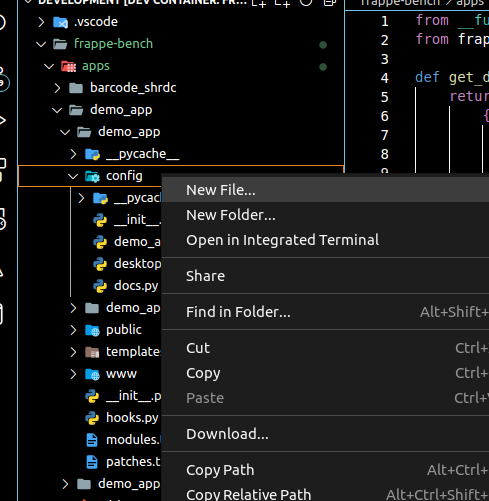 DEVELOPMENT [DEV CONTAINER: FR...
.vscode
frappe-bench
apps
barcode_shrdc
demo_app
demo_app
__pycache__
config
__pycac
__init__.
demo_a
desktop
docs.py
demo_ap
public
template
www
__init__.p
hooks.py
modules.
patches.t
demo_app
frappe-bench > apps
1 from __fu
2 from frap
3
4 def get_d
5 retur
6 {
7
8
New File...
New Folder...
Open in Integrated Terminal
Share
Find in Folder... Alt+Shift+
Cut Ctrl+
Copy Ctrl+
Paste Ctrl+
Download...
Copy Path Alt+Ctrl+
Copy Relative Path Alt+Ctrl+Shift+